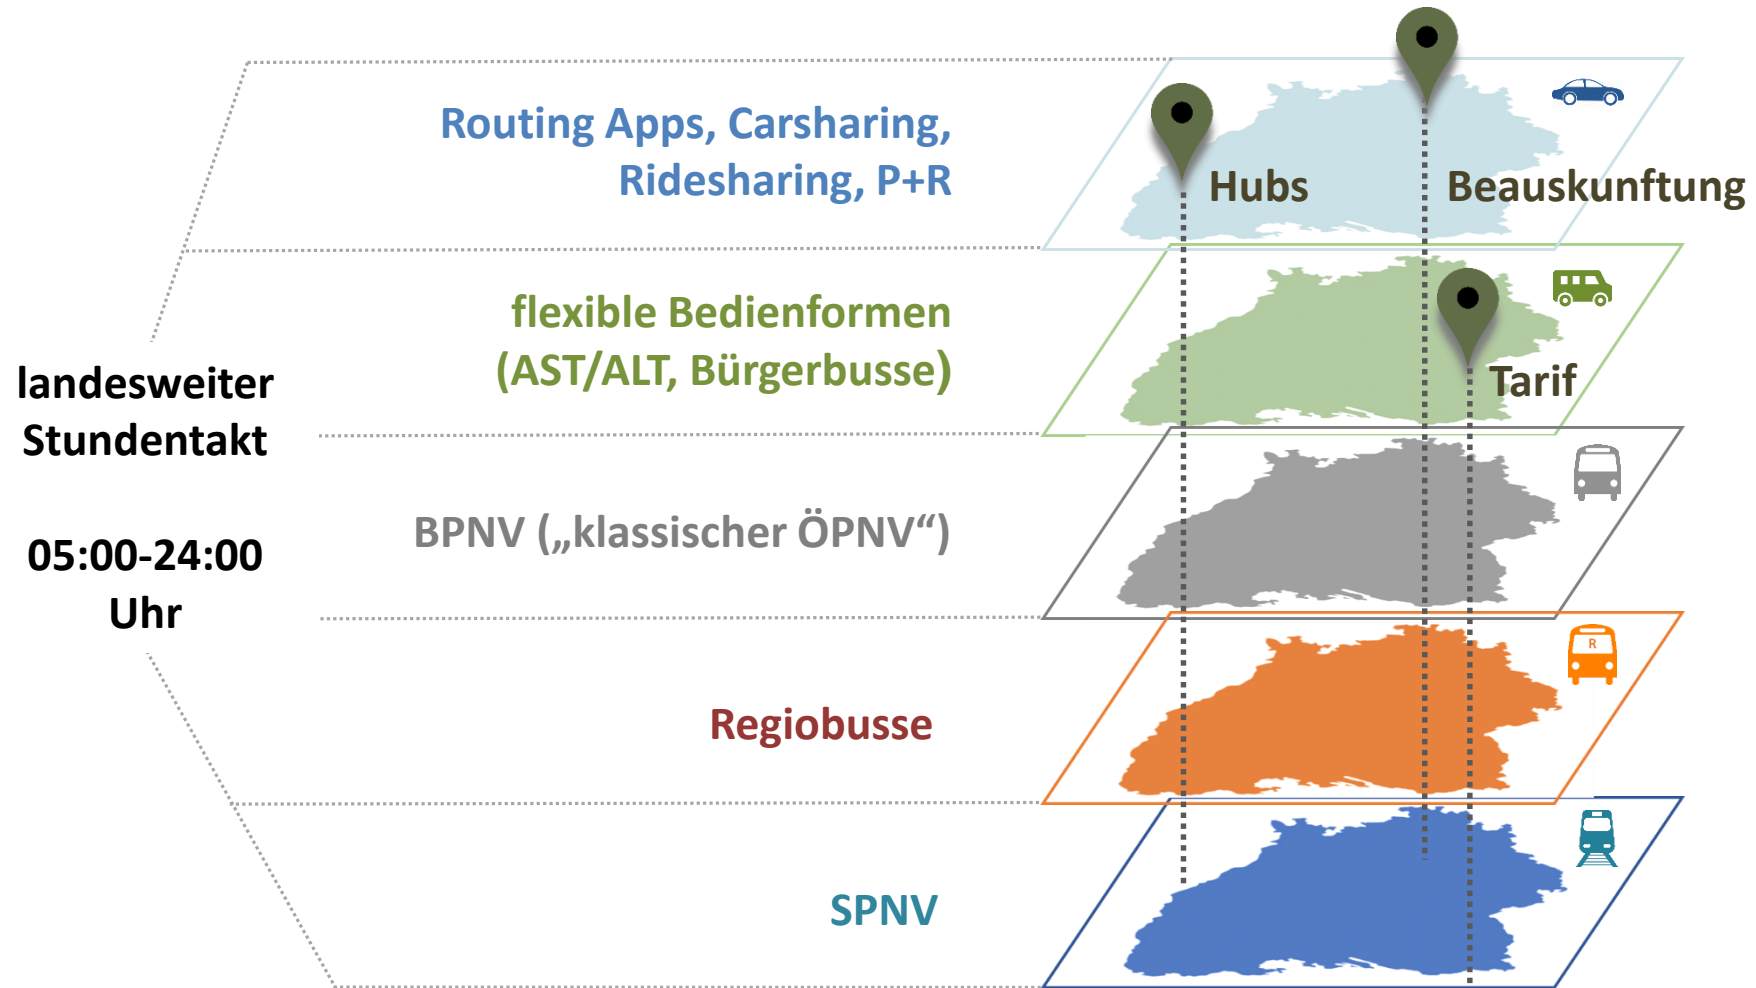 Routing Apps, Carsharing,
Ridesharing, P+R
Hubs
Beauskunftung
flexible Bedienformen
(AST/ALT, Bürgerbusse)
Tarif
landesweiter
Stundentakt
05:00-24:00
Uhr
BPNV („klassischer ÖPNV“)
Regiobusse
R
SPNV